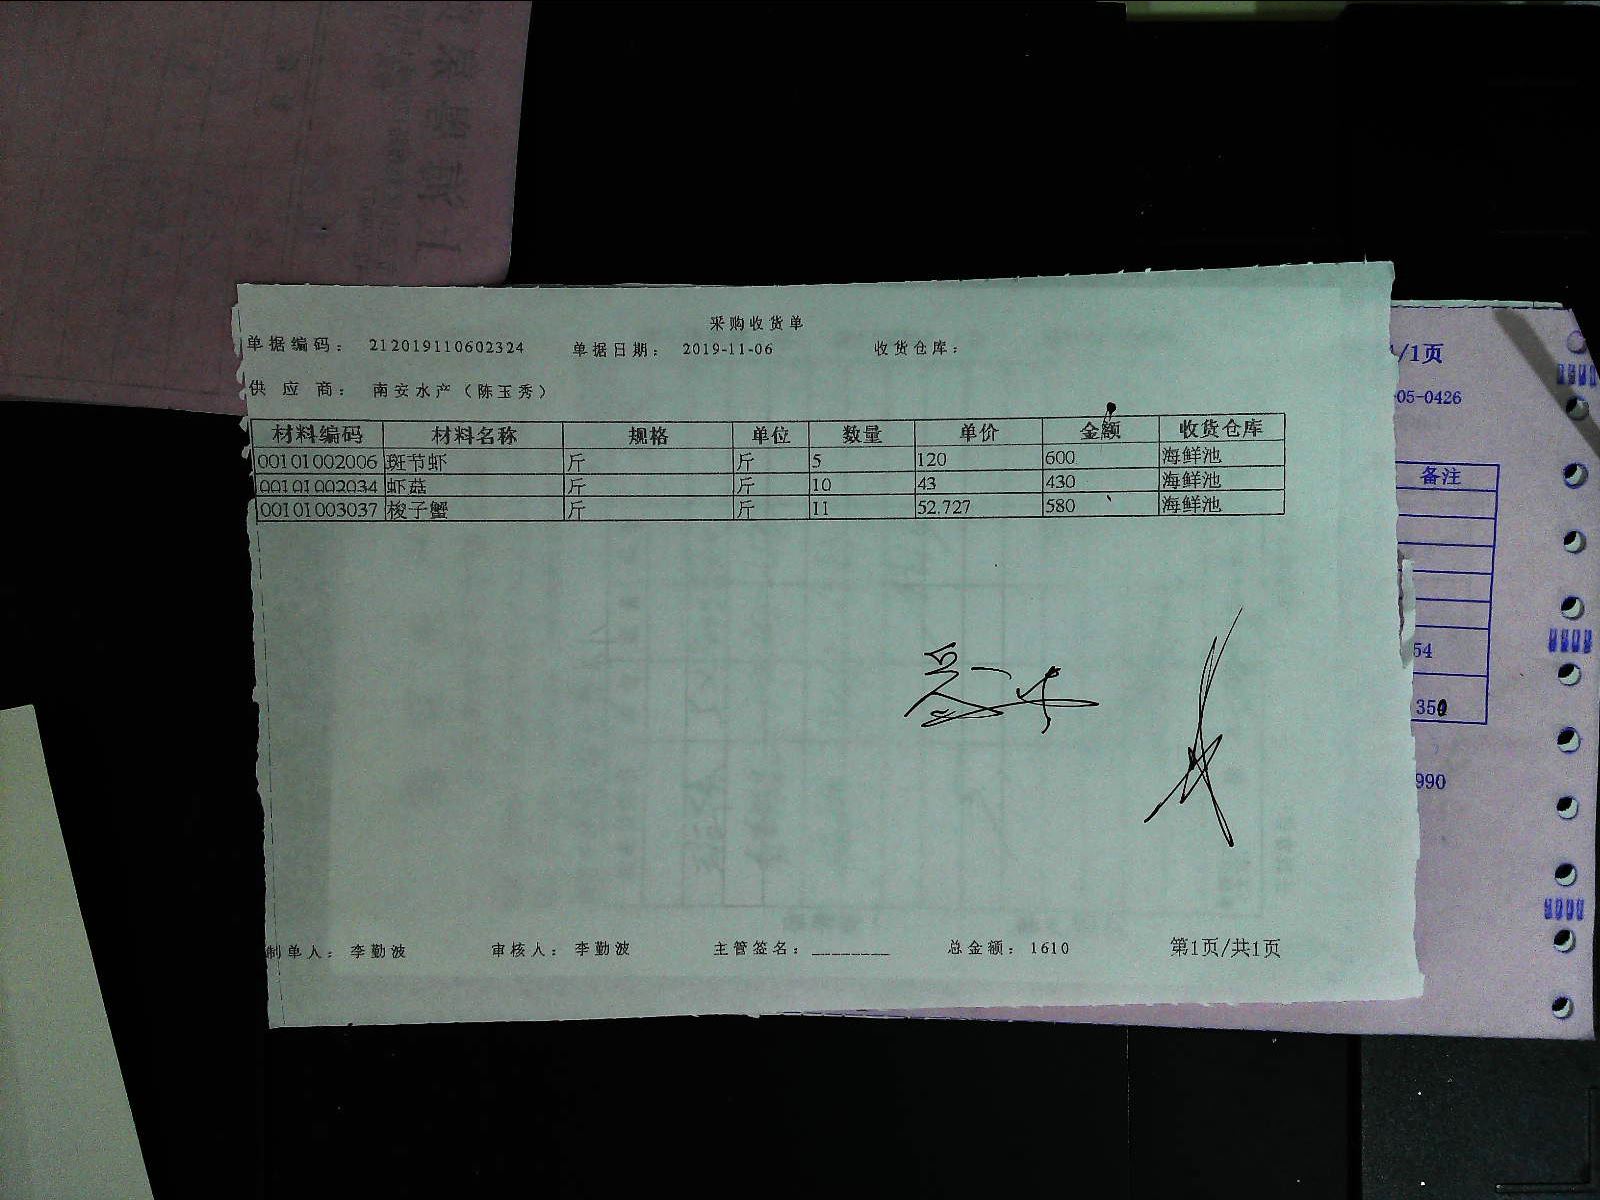 采购收货单
单据编码： 212019110602324 单据日期： 2019-11-06 收货仓库：
供应商： 南安水产（陈玉秀）
材料编码 材料名称 规格 单位 数量 单价 金额 收货仓库
00101002006 斑节虾 斤 斤 5 120 600 海鲜池
00101002034 虾菇 斤 斤 10 43 430 海鲜池
00101003037 梭子蟹 斤 斤 11 52.727 580 海鲜池
制单人： 李勤波 审核人： 李勤波 主管签名：________ 总金额： 1610 第1页/共1页
/1页
-05-0426
备注
54
350
990